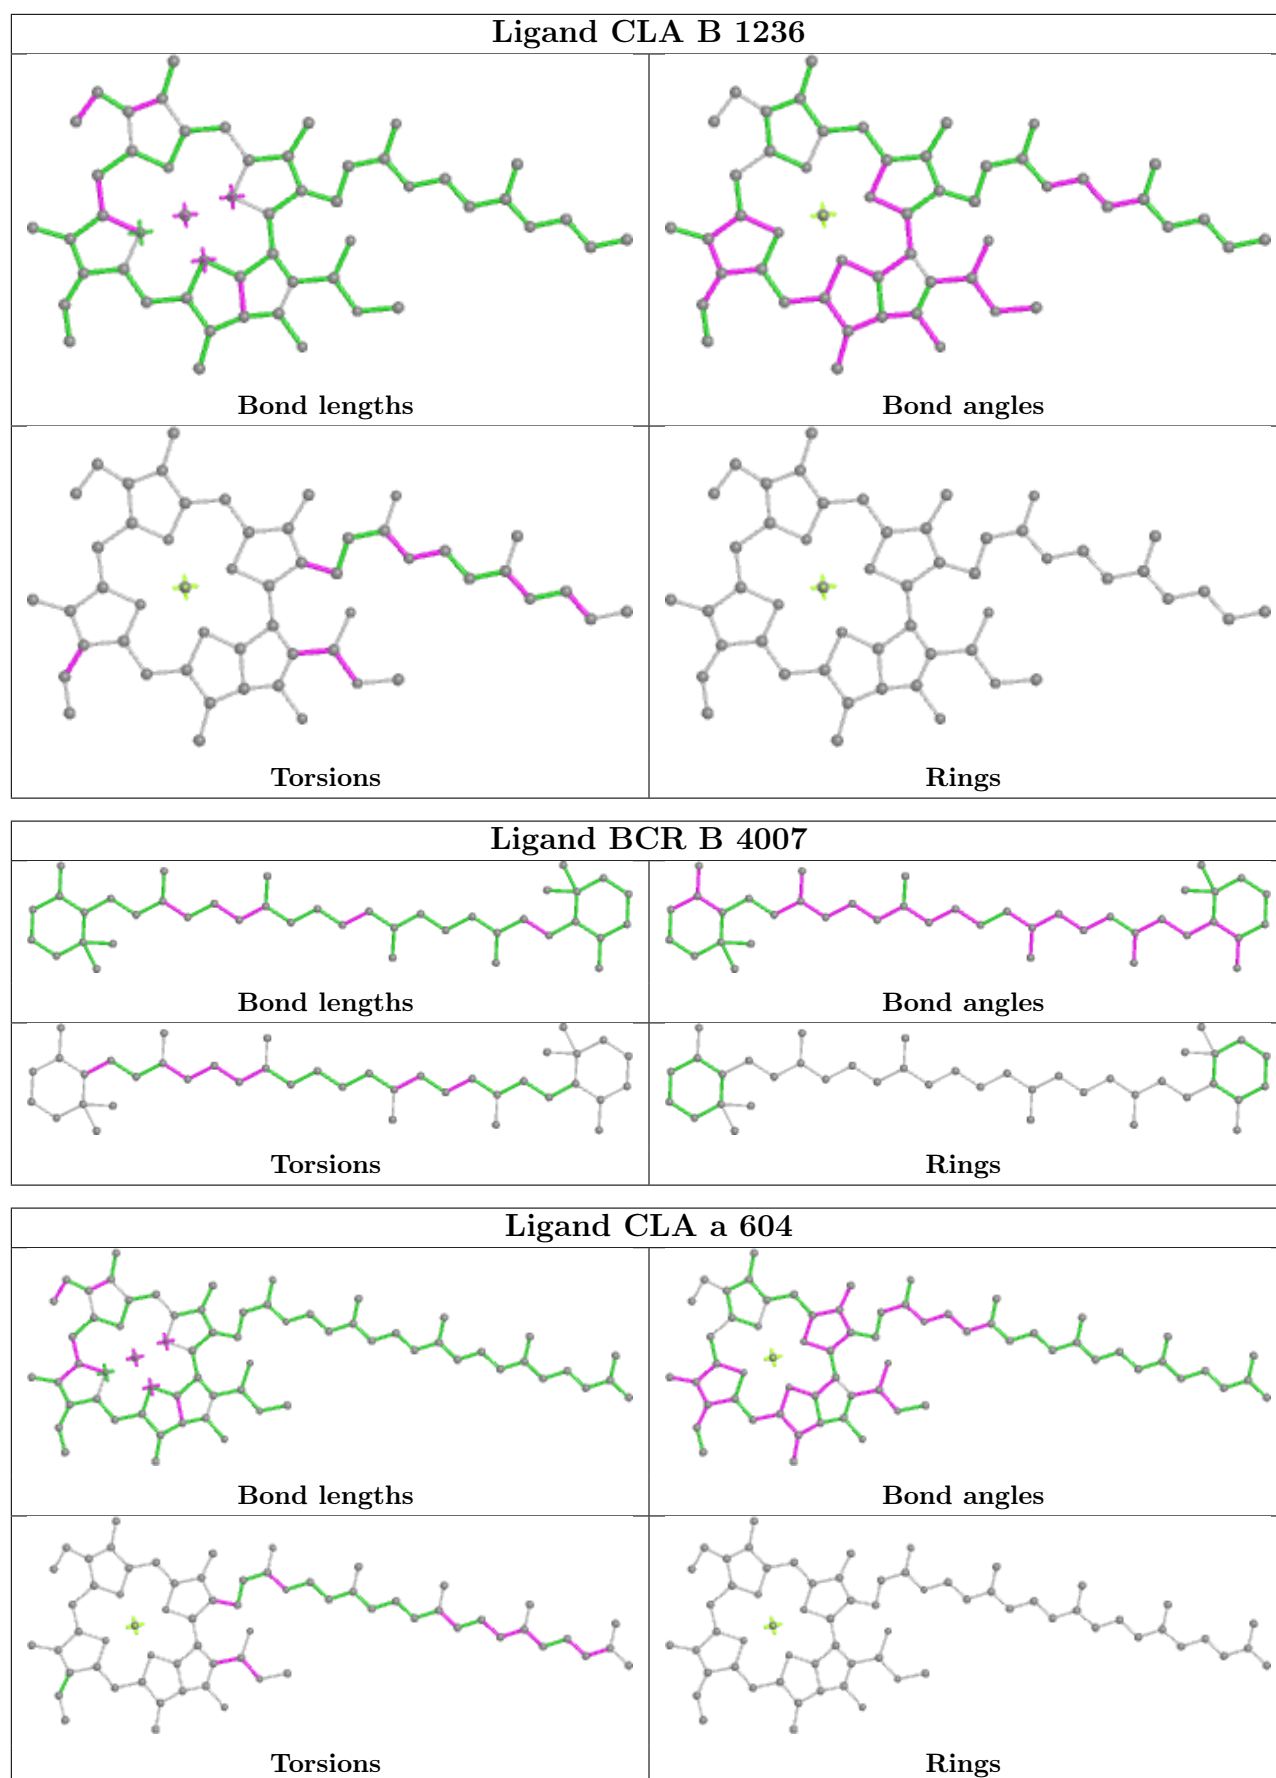 Ligand CLA B 1236
Bond lengths
Bond angles
Torsions
Rings
Ligand BCR B 4007
Bond lengths
Bond angles
Torsions
Rings
Ligand CLA a 604
Bond lengths
Bond angles
Torsions
Rings